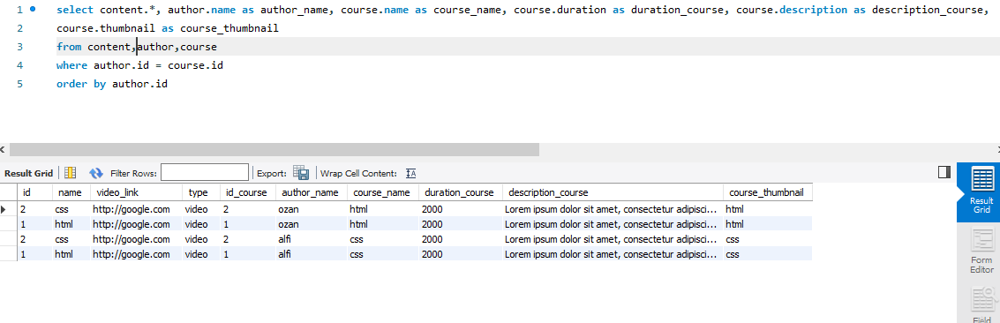 1 select content.*, author.name as author_name, course.name as course_name, course.duration as duration_course, course.description as description_course,
2 course.thumbnail as course_thumbnail
3 from content,author,course
4 where author.id = course.id
5 order by author.id
Result Grid Filter Rows: Export: Wrap Cell Content: IA
id name video_link type id_course author_name course_name duration_course description_course course_thumbnail
2 css http://google.com video 2 ozan html 2000 Lorem ipsum dolor sit amet, consectetur adipisci... html
1 html http://google.com video 1 ozan html 2000 Lorem ipsum dolor sit amet, consectetur adipisci... html
2 css http://google.com video 2 alfi css 2000 Lorem ipsum dolor sit amet, consectetur adipisci... css
1 html http://google.com video 1 alfi css 2000 Lorem ipsum dolor sit amet, consectetur adipisci... css
Result
Grid
Form
Editor
Field